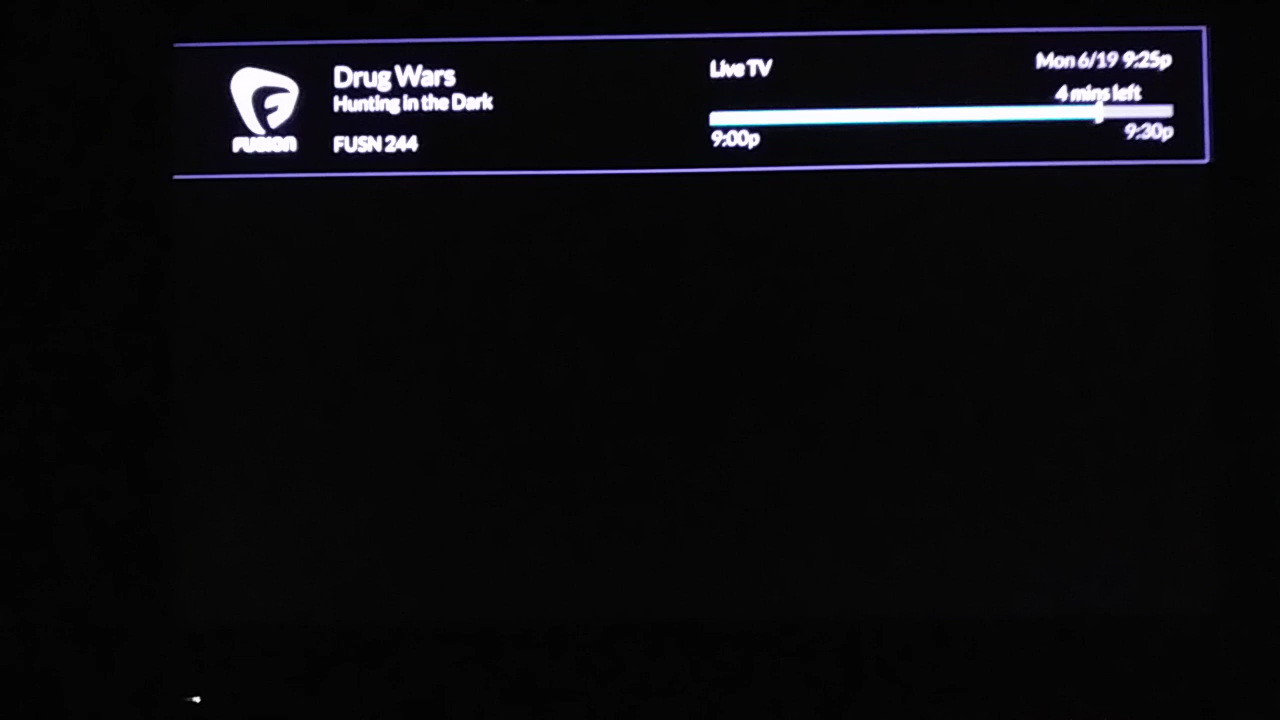 Drug Wars
Hunting in the Dark
FUSION
FUSN 244
Live TV
Mon 6/19 9:25p
4 mins left
9:00p
9:30p